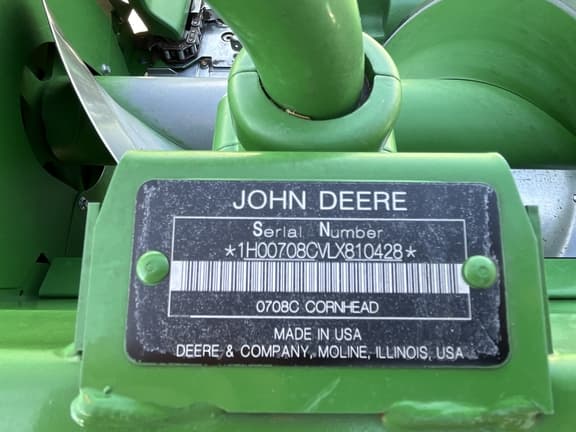 JOHN DEERE
Serial Number
*1H00708CVLX810428*
0708C CORNHEAD
MADE IN USA
DEERE & COMPANY, MOLINE, ILLINOIS, USA